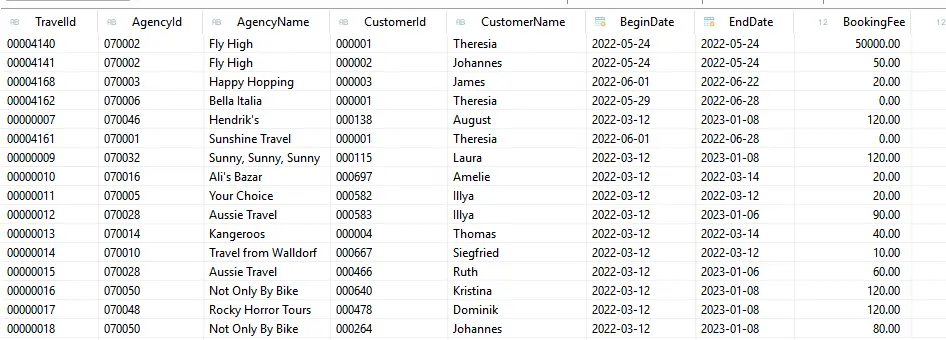 TravelId AgencyId AgencyName CustomerId CustomerName BeginDate EndDate BookingFee
00004140 070002 Fly High 000001 Theresia 2022-05-24 2022-05-24 50000.00
00004141 070002 Fly High 000002 Johannes 2022-05-24 2022-05-24 50.00
00004168 070003 Happy Hopping 000003 James 2022-06-01 2022-06-22 20.00
00004162 070006 Bella Italia 000001 Theresia 2022-05-29 2022-06-28 0.00
00000007 070046 Hendrik's 000138 August 2022-03-12 2023-01-08 120.00
00004161 070001 Sunshine Travel 000001 Theresia 2022-06-01 2022-06-28 0.00
00000009 070032 Sunny, Sunny, Sunny 000115 Laura 2022-03-12 2023-01-08 120.00
00000010 070016 Ali's Bazar 000697 Amelie 2022-03-12 2022-03-14 20.00
00000011 070005 Your Choice 000582 Illya 2022-03-12 2022-03-12 20.00
00000012 070028 Aussie Travel 000583 Illya 2022-03-12 2023-01-06 90.00
00000013 070014 Kangeroos 000004 Thomas 2022-03-12 2022-03-14 40.00
00000014 070010 Travel from Walldorf 000667 Siegfried 2022-03-12 2022-03-12 10.00
00000015 070028 Aussie Travel 000466 Ruth 2022-03-12 2023-01-06 60.00
00000016 070050 Not Only By Bike 000640 Kristina 2022-03-12 2023-01-08 120.00
00000017 070048 Rocky Horror Tours 000478 Dominik 2022-03-12 2023-01-08 120.00
00000018 070050 Not Only By Bike 000264 Johannes 2022-03-12 2023-01-08 80.00